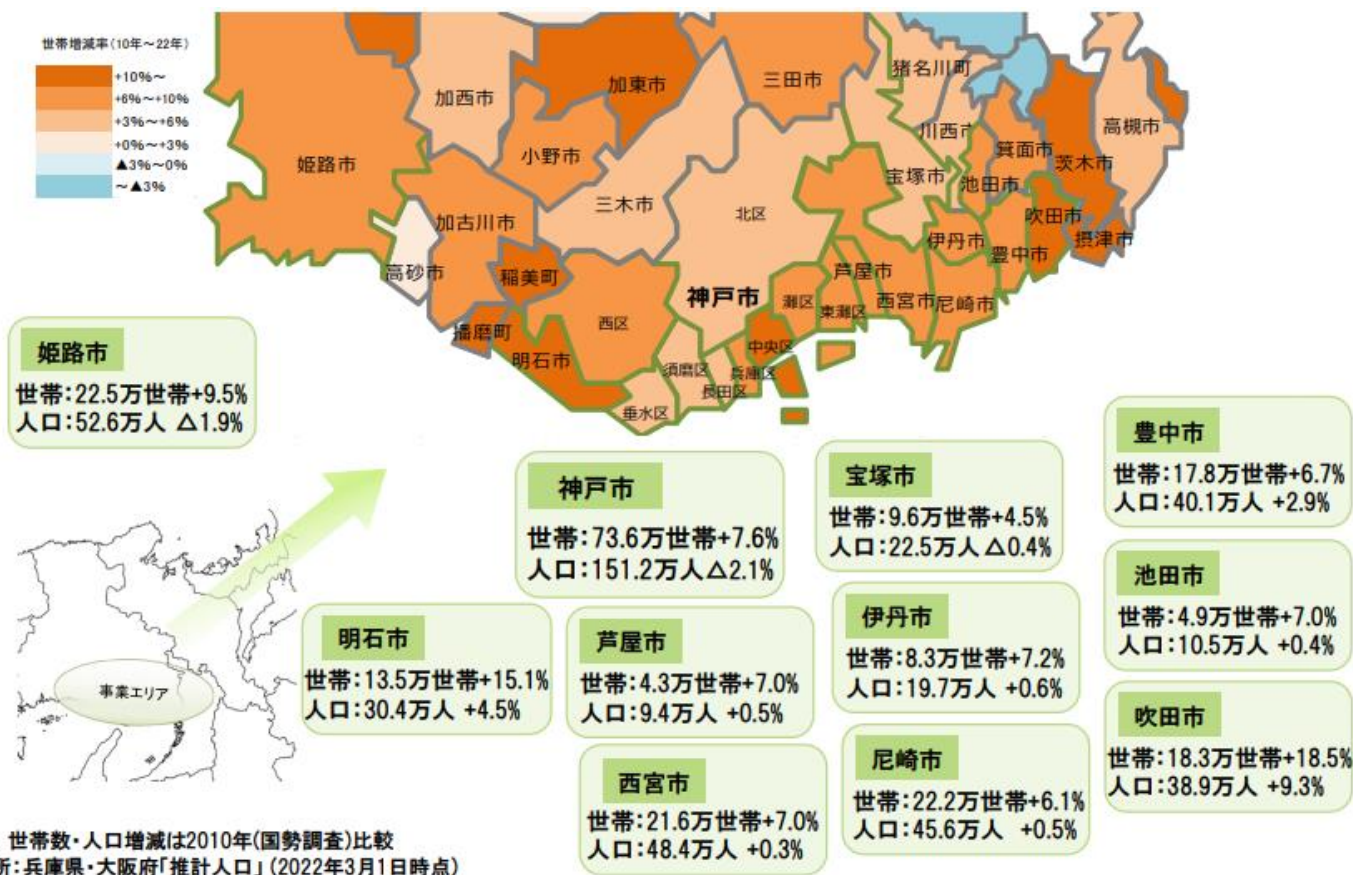 世帯増減率(10年～22年)
+10%～
+6%～+10%
+3%～+6%
+0%～+3%
▲3%～0%
～▲3%
加西市
加東市
三田市
猪名川町
川西市
高槻市
姫路市
小野市
箕面市
茨木市
宝塚市
池田市
三木市
北区
加古川市
吹田市
伊丹市
摂津市
豊中市
高砂市
稲美町
芦屋市
神戸市
灘区
西宮市
尼崎市
東灘区
西区
播磨町
中央区
明石市
須磨区
兵庫区
長田区
垂水区
姫路市
世帯:22.5万世帯+9.5%
人口:52.6万人 △1.9%
豊中市
世帯:17.8万世帯+6.7%
人口:40.1万人 +2.9%
神戸市
世帯:73.6万世帯+7.6%
人口:151.2万人△2.1%
宝塚市
世帯:9.6万世帯+4.5%
人口:22.5万人△0.4%
池田市
世帯:4.9万世帯+7.0%
人口:10.5万人 +0.4%
明石市
世帯:13.5万世帯+15.1%
人口:30.4万人 +4.5%
芦屋市
世帯:4.3万世帯+7.0%
人口:9.4万人 +0.5%
伊丹市
世帯:8.3万世帯+7.2%
人口:19.7万人 +0.6%
吹田市
世帯:18.3万世帯+18.5%
人口:38.9万人 +9.3%
西宮市
世帯:21.6万世帯+7.0%
人口:48.4万人 +0.3%
尼崎市
世帯:22.2万世帯+6.1%
人口:45.6万人 +0.5%
事業エリア
世帯数・人口増減は2010年(国勢調査)比較
所:兵庫県・大阪府「推計人口」(2022年3月1日時点)